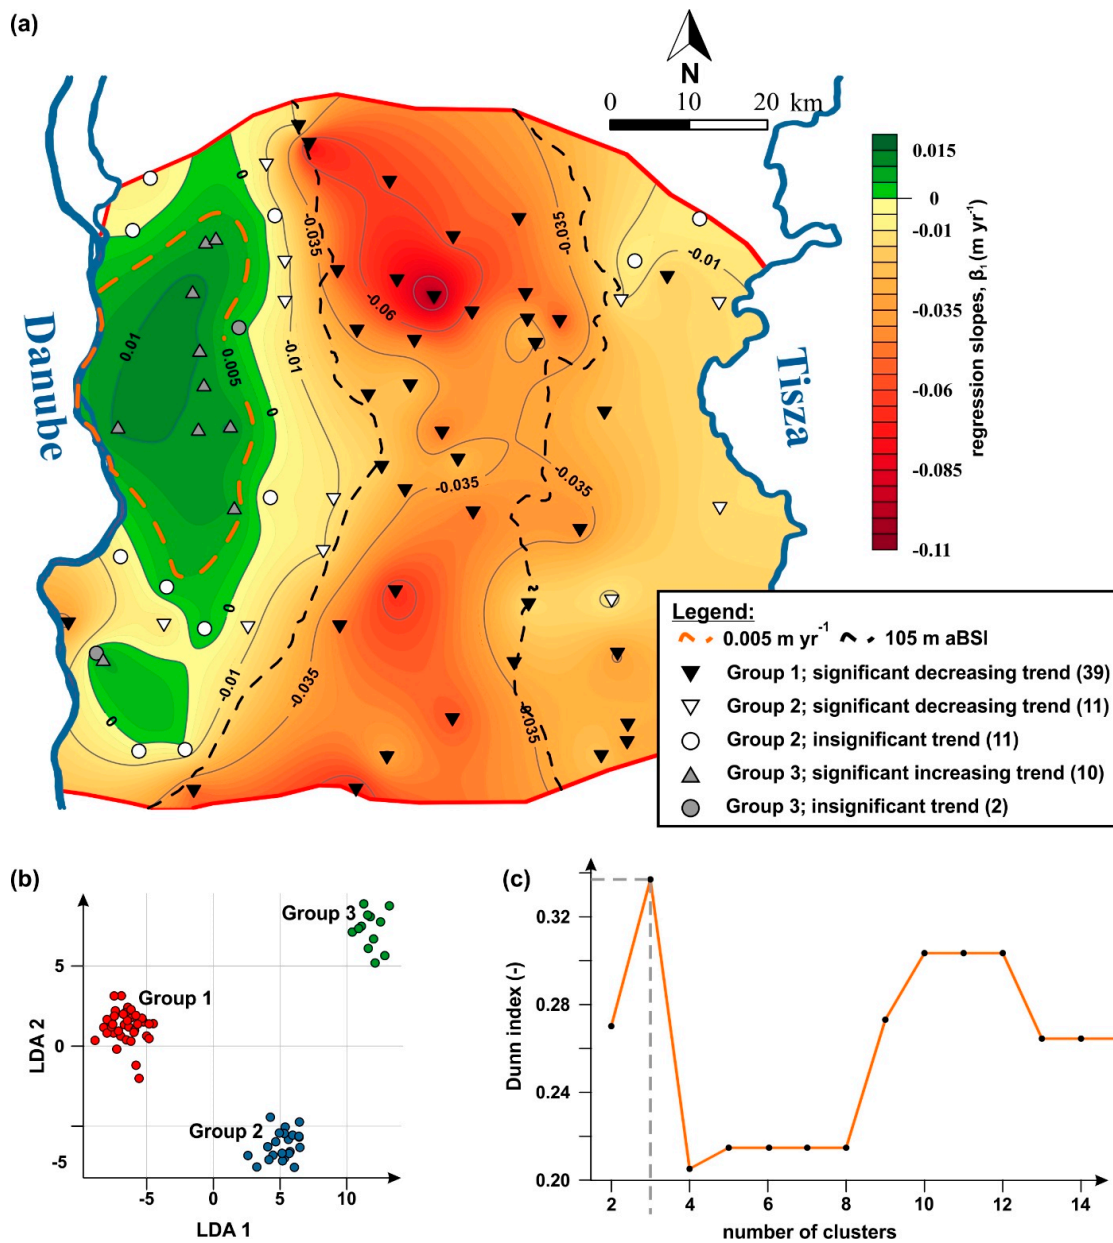 (a)
N
0 10 20 km
0.015
0
-0.01
-0.035
-0.06
-0.085
-0.11
regression slopes, β₁ (m yr⁻¹)
Danube
Tisza
0
-0.035
-0.035
-0.01
-0.06
0.01
0.005
-0.01
0
-0.035
-0.035
0
-0.01
-0.035
-0.035
0
Legend:
0.005 m yr⁻¹ 105 m aBSl
Group 1; significant decreasing trend (39)
Group 2; significant decreasing trend (11)
Group 2; insignificant trend (11)
Group 3; significant increasing trend (10)
Group 3; insignificant trend (2)
(b)
Group 3
Group 1
Group 2
5
0
-5
LDA 2
-5 0 5 10
LDA 1
(c)
0.32
0.28
0.24
0.20
Dunn index (-)
2 4 6 8 10 12 14
number of clusters